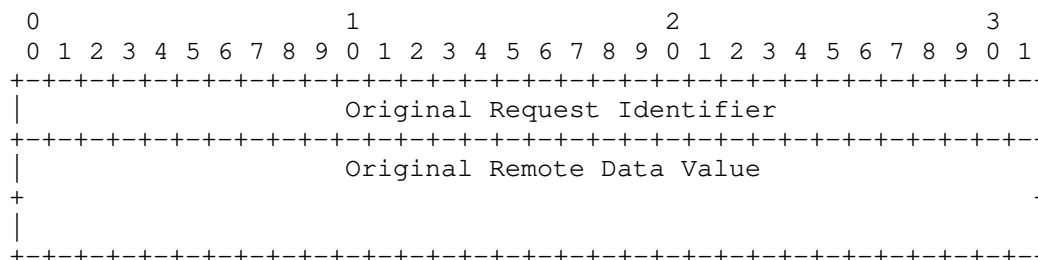 0                   1                   2                   3
 0 1 2 3 4 5 6 7 8 9 0 1 2 3 4 5 6 7 8 9 0 1 2 3 4 5 6 7 8 9 0 1
+-+-+-+-+-+-+-+-+-+-+-+-+-+-+-+-+-+-+-+-+-+-+-+-+-+-+-+-+-+-+-+-
|                    Original Request Identifier
+-+-+-+-+-+-+-+-+-+-+-+-+-+-+-+-+-+-+-+-+-+-+-+-+-+-+-+-+-+-+-+-
|                    Original Remote Data Value
+                                                               -
|
+-+-+-+-+-+-+-+-+-+-+-+-+-+-+-+-+-+-+-+-+-+-+-+-+-+-+-+-+-+-+-+-